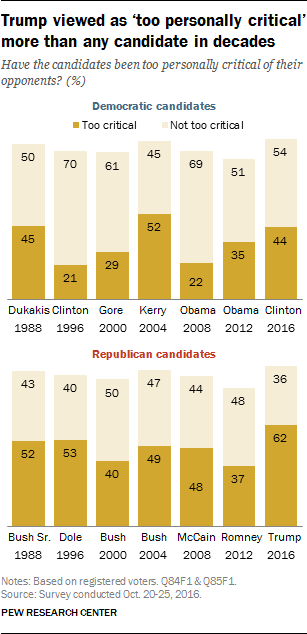 Trump viewed as ‘too personally critical’
more than any candidate in decades
Have the candidates been too personally critical of their
opponents? (%)
Democratic candidates
Too critical Not too critical
50 70 61 45 69 51 54
45 21 29 52 22 35 44
Dukakis Clinton Gore Kerry Obama Obama Clinton
1988 1996 2000 2004 2008 2012 2016
Republican candidates
43 40 50 47 44 48 36
52 53 40 49 48 37 62
Bush Sr. Dole Bush Bush McCain Romney Trump
1988 1996 2000 2004 2008 2012 2016
Notes: Based on registered voters. Q84F1 & Q85F1.
Source: Survey conducted Oct. 20-25, 2016.
PEW RESEARCH CENTER